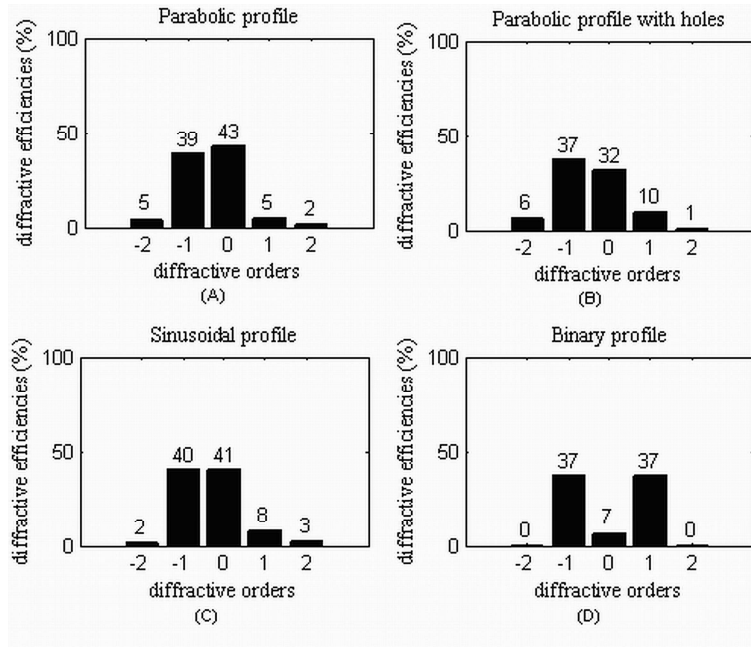 Parabolic profile
diffractive efficiencies (%)
100
50
0
5
39
43
5
2
-2 -1 0 1 2
diffractive orders
(A)
Parabolic profile with holes
diffractive efficiencies (%)
100
50
0
6
37
32
10
1
-2 -1 0 1 2
diffractive orders
(B)
Sinusoidal profile
diffractive efficiencies (%)
100
50
0
2
40
41
8
3
-2 -1 0 1 2
diffractive orders
(C)
Binary profile
diffractive efficiencies (%)
100
50
0
0
37
7
37
0
-2 -1 0 1 2
diffractive orders
(D)